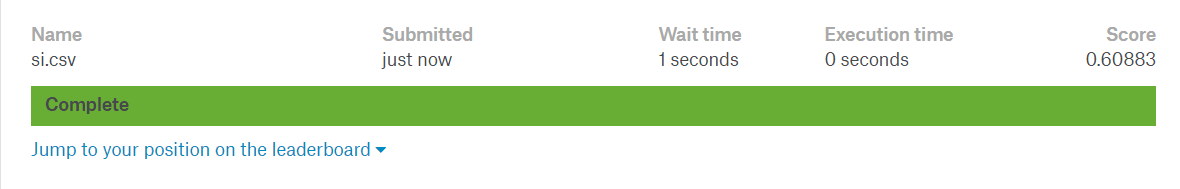 Name Submitted Wait time Execution time Score
si.csv just now 1 seconds 0 seconds 0.60883
Complete
Jump to your position on the leaderboard